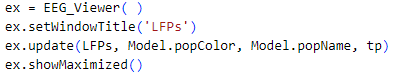 ex = EEG_Viewer( )
ex.setWindowTitle('LFPs')
ex.update(LFPs, Model.popColor, Model.popName, tp)
ex.showMaximized()